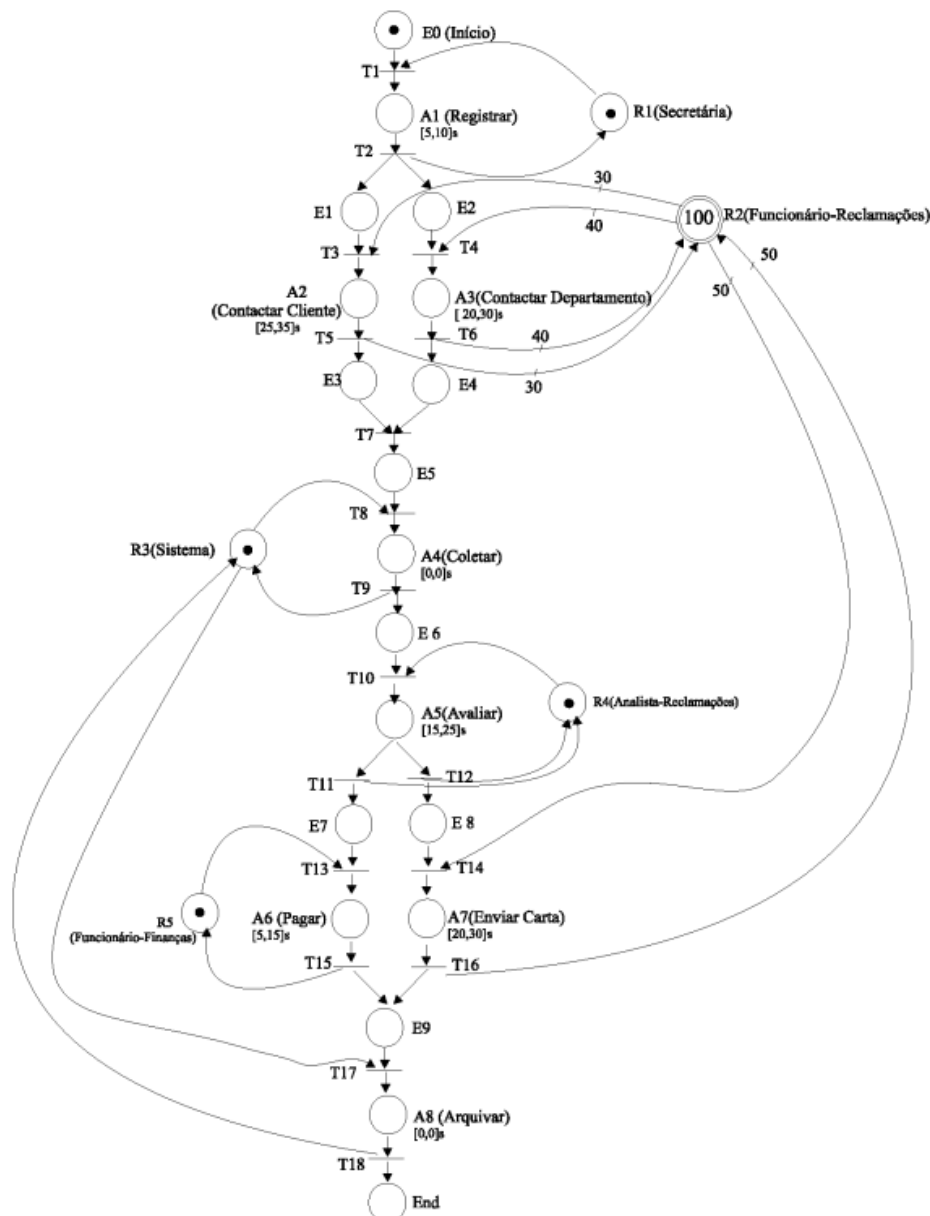 E0 (Início)
T1
A1 (Registrar)
[5,10]s
R1(Secretária)
T2
30
E1
E2
40
100
R2(Funcionário-Reclamações)
T3
T4
50
50
A2
(Contactar Cliente)
[25,35]s
A3(Contactar Departamento)
[ 20,30]s
T5
T6
40
30
E3
E4
T7
E5
T8
R3(Sistema)
A4(Coletar)
[0,0]s
T9
E 6
T10
A5(Avaliar)
[15,25]s
R4(Analista-Reclamações)
T11
T12
E7
E 8
T13
T14
R5
(Funcionário-Finanças)
A6 (Pagar)
[5,15]s
A7(Enviar Carta)
[20,30]s
T15
T16
E9
T17
A8 (Arquivar)
[0,0]s
T18
End